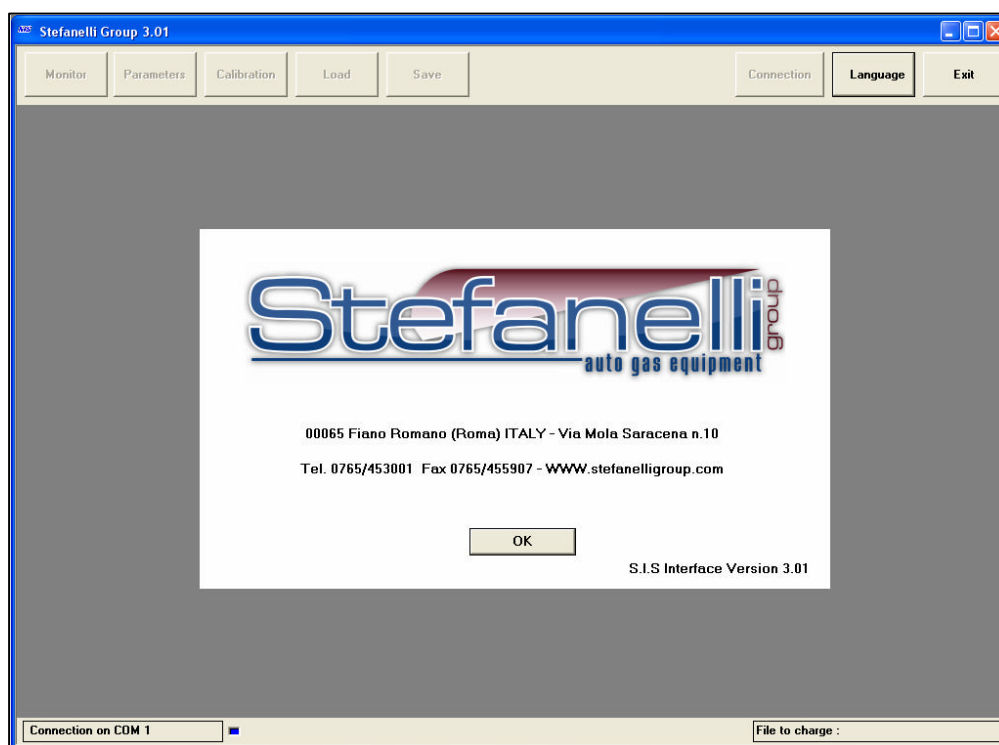 Stefanelli Group 3.01
Monitor Parameters Calibration Load Save Connection Language Exit
Stefanelli group
auto gas equipment
00065 Fiano Romano (Roma) ITALY - Via Mola Saracena n.10
Tel. 0765/453001 Fax 0765/455907 - WWW.stefanelligroup.com
OK
S.I.S Interface Version 3.01
Connection on COM 1 File to charge :